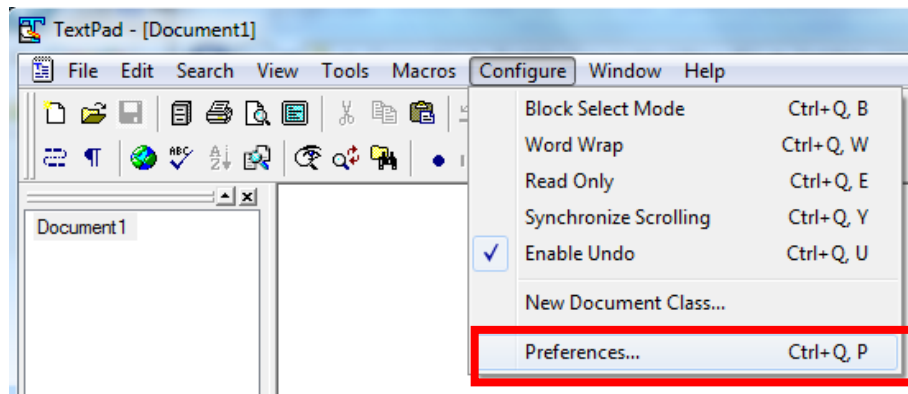 TextPad - [Document1]
File Edit Search View Tools Macros Configure Window Help
Block Select Mode Ctrl+Q, B
Word Wrap Ctrl+Q, W
Read Only Ctrl+Q, E
Synchronize Scrolling Ctrl+Q, Y
Enable Undo Ctrl+Q, U
New Document Class...
Preferences... Ctrl+Q, P
ABC
A
Z
Document1